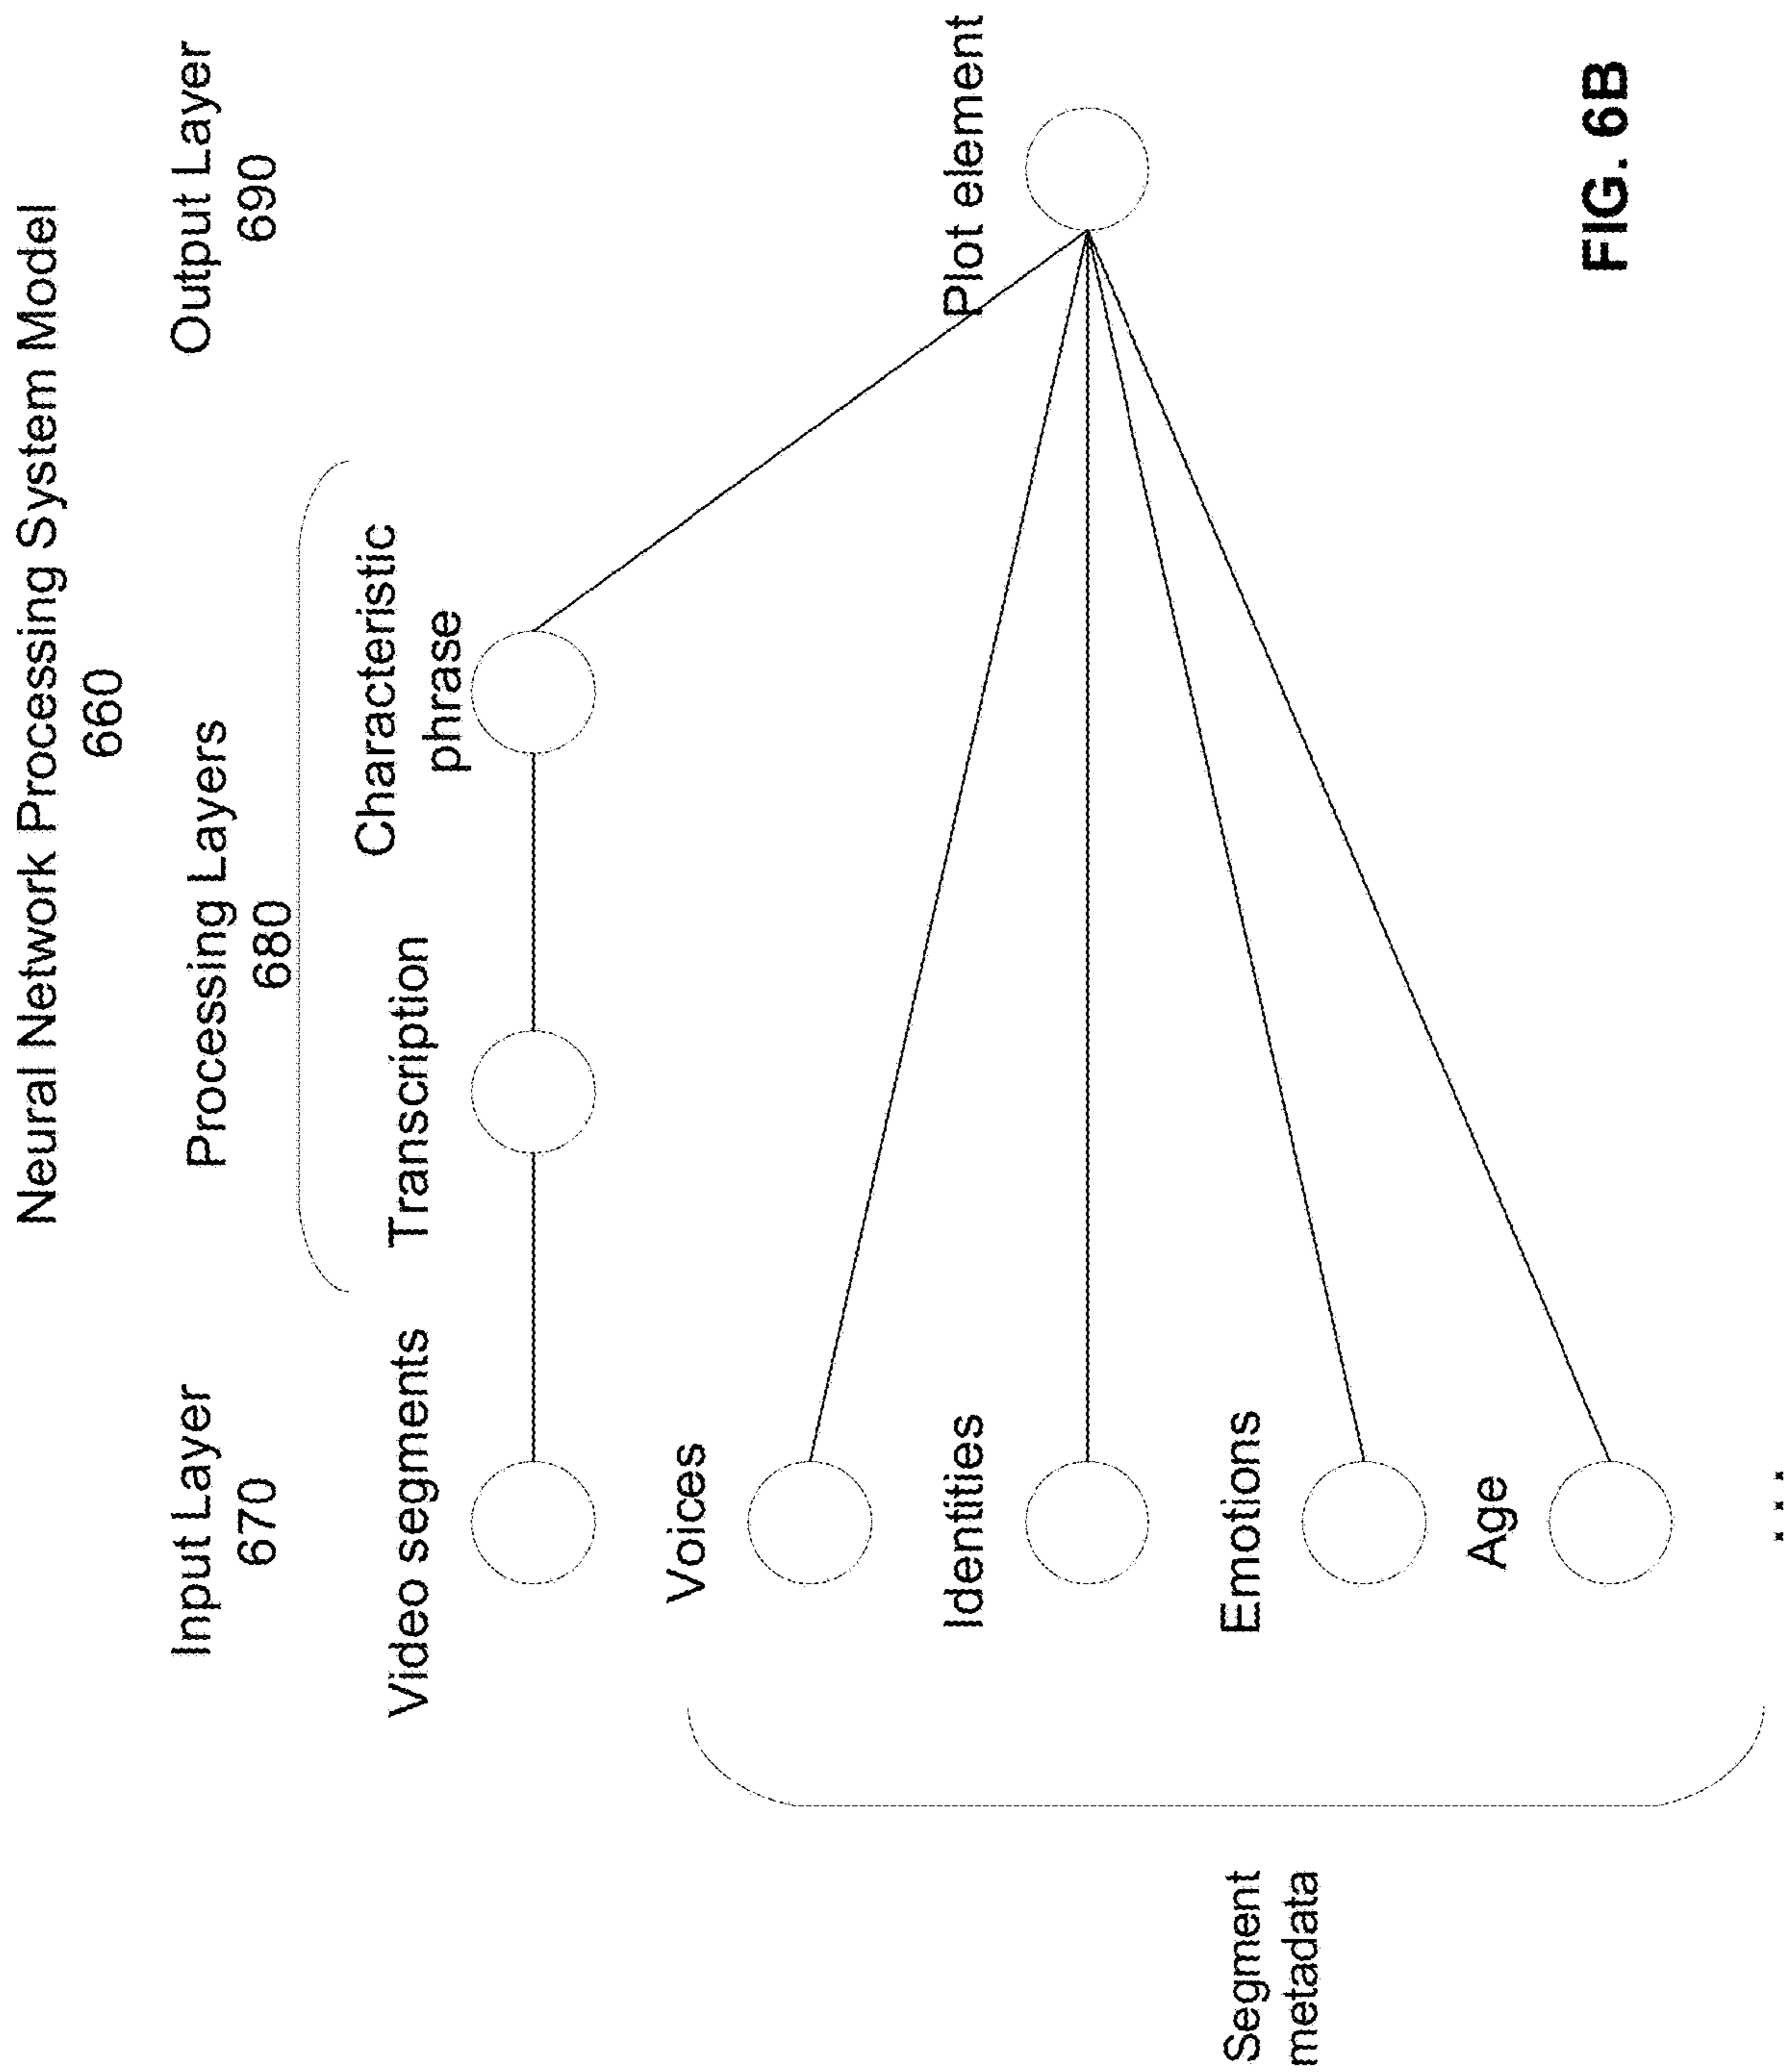 Neural Network Processing System Model
660
Input Layer
670
Processing Layers
680
Output Layer
690
Video segments
Transcription
Characteristic
phrase
Voices
Identities
Emotions
Age
...
Segment
metadata
Plot element
FIG. 6B